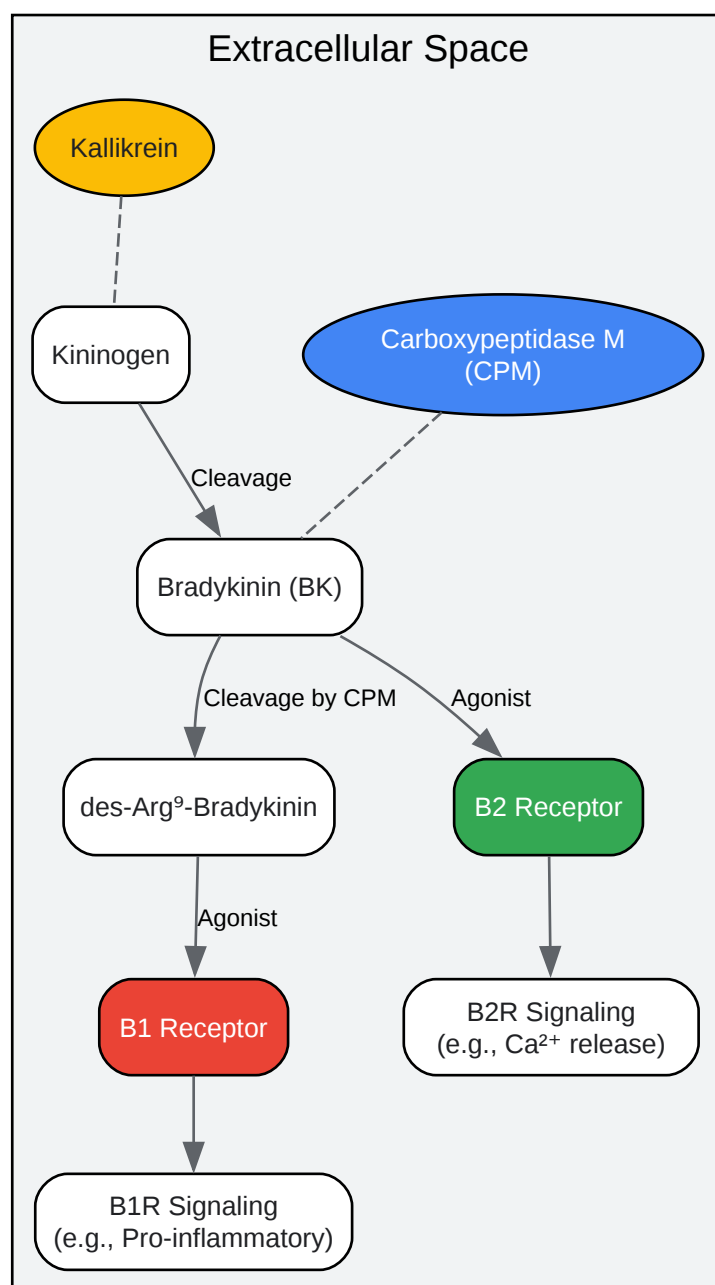 Extracellular Space
Kallikrein
Kininogen
Carboxypeptidase M
(CPM)
Cleavage
Bradykinin (BK)
Cleavage by CPM
Agonist
des-Arg⁹-Bradykinin
B2 Receptor
Agonist
B1 Receptor
B2R Signaling
(e.g., Ca²⁺ release)
B1R Signaling
(e.g., Pro-inflammatory)